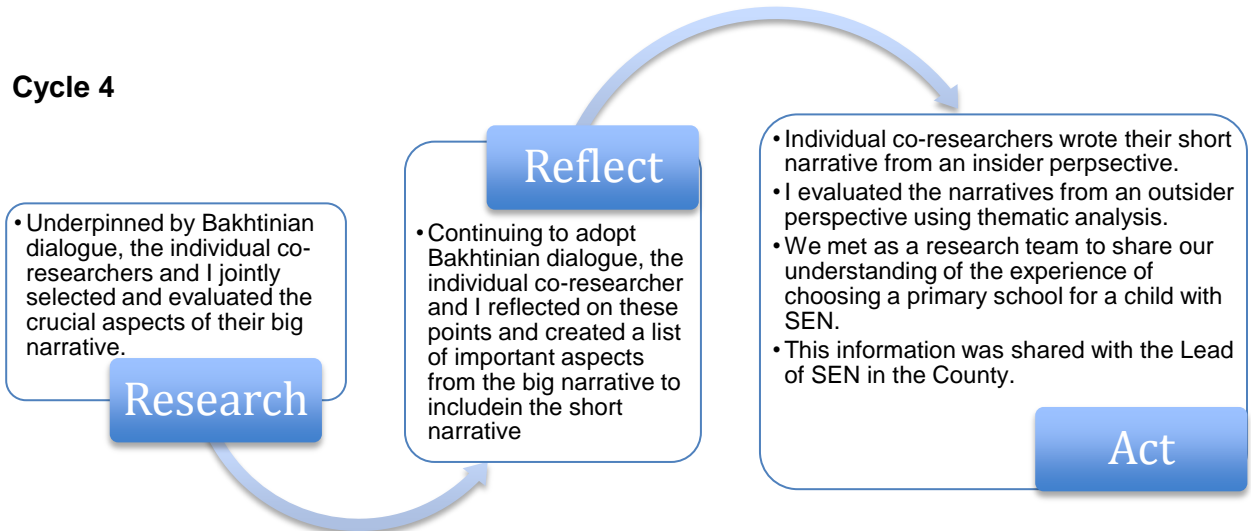 Cycle 4
•Underpinned by Bakhtinian
dialogue, the individual co-
researchers and I jointly
selected and evaluated the
crucial aspects of their big
narrative.
Research
Reflect
•Continuing to adopt
Bakhtinian dialogue, the
individual co-researcher
and I reflected on these
points and created a list
of important aspects
from the big narrative to
includein the short
narrative
•Individual co-researchers wrote their short
narrative from an insider perpsective.
•I evaluated the narratives from an outsider
perspective using thematic analysis.
•We met as a research team to share our
understanding of the experience of
choosing a primary school for a child with
SEN.
•This information was shared with the Lead
of SEN in the County.
Act